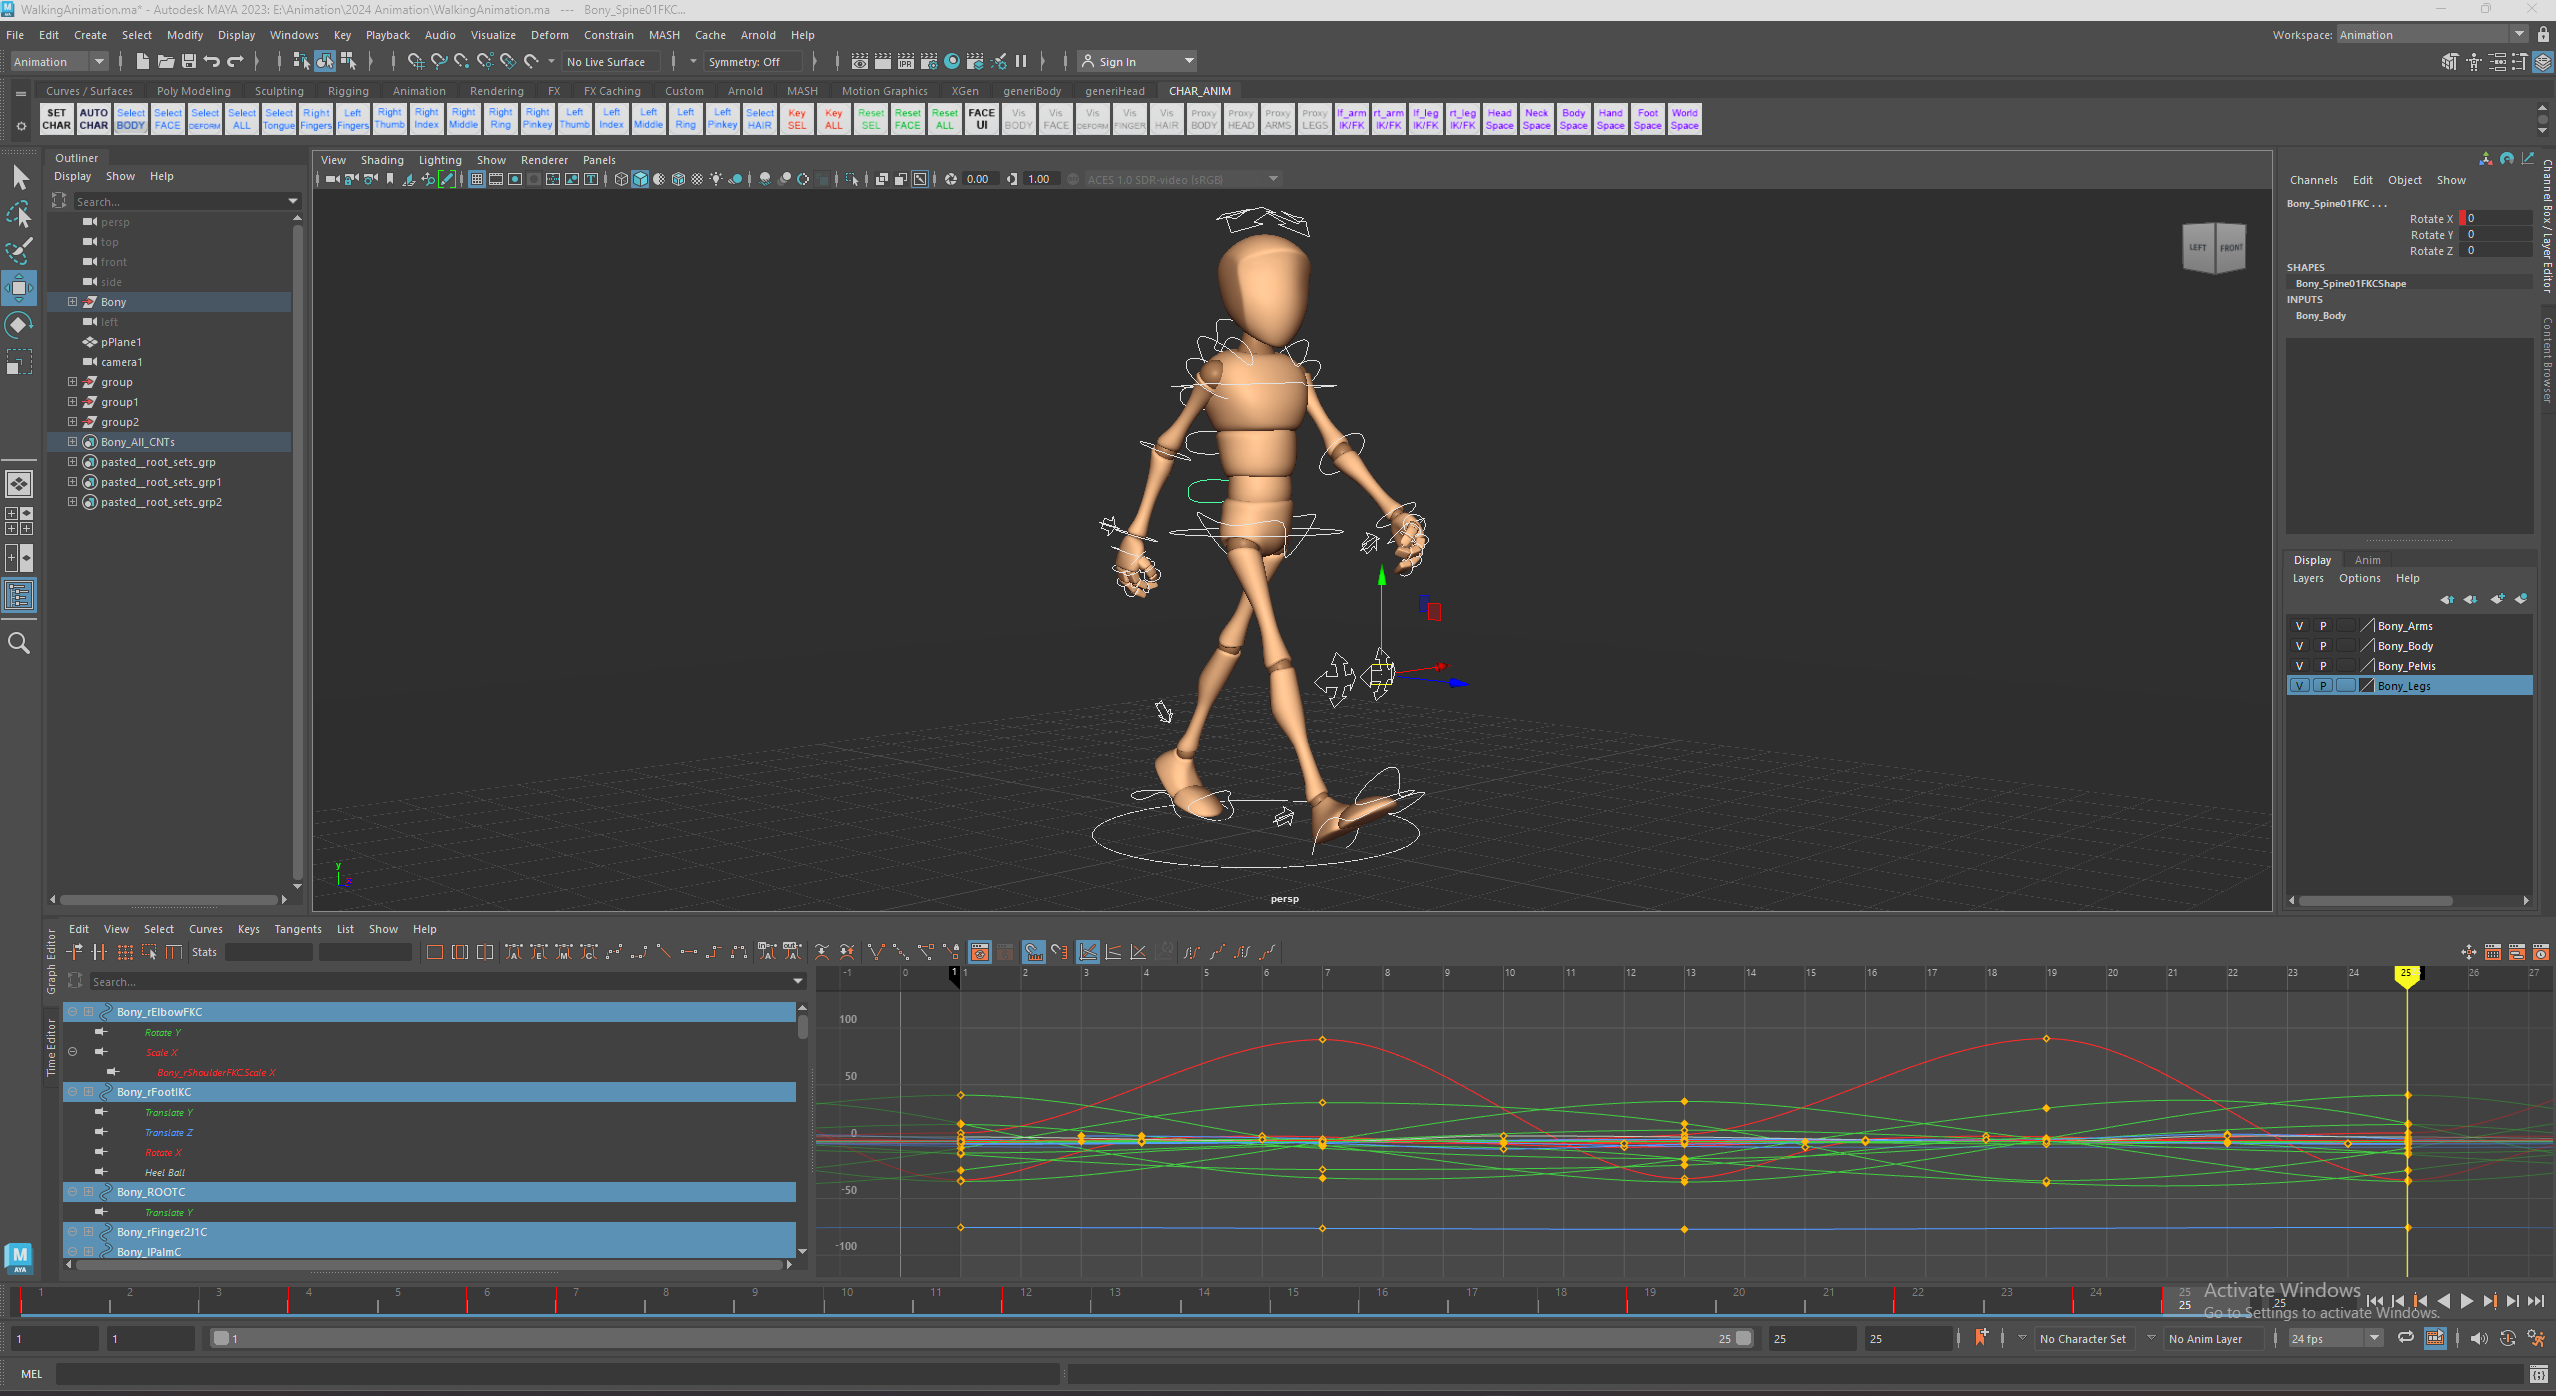 WalkingAnimation.ma* - Autodesk MAYA 2023: E:\Animation\2024 Animation\WalkingAnimation.ma --- Bony_Spine01FKC...
File Edit Create Select Modify Display Windows Key Playback Audio Visualize Deform Constrain MASH Cache Arnold Help
Workspace: Animation
Animation No Live Surface Symmetry: Off Sign In
Curves / Surfaces Poly Modeling Sculpting Rigging Animation Rendering FX FX Caching Custom Arnold MASH Motion Graphics XGen generiBody generiHead CHAR_ANIM
SET CHAR AUTO CHAR Select BODY Select FACE Select DEFORM Select ALL Select Tongue Right Fingers Left Fingers Right Thumb Right Index Right Middle Right Ring Right Pinkey Left Thumb Left Index Left Middle Left Ring Left Pinkey Select HAIR Key SEL Key ALL Reset SEL Reset FACE Reset ALL FACE UI Vis BODY Vis FACE Vis DEFORM Vis FINGER Vis HAIR Proxy BODY Proxy HEAD Proxy ARMS Proxy LEGS lf_arm IK/FK rt_arm IK/FK lf_leg IK/FK rt_leg IK/FK Head Space Neck Space Body Space Hand Space Foot Space World Space
Outliner
Display Show Help
Search...
persp
top
front
side
Bony
left
pPlane1
camera1
group
group1
group2
Bony_All_CNTs
pasted__root_sets_grp
pasted__root_sets_grp1
pasted__root_sets_grp2
View Shading Lighting Show Renderer Panels
0.00 1.00 ACES 1.0 SDR-video (sRGB)
LEFT FRONT
y
z
persp
Channels Edit Object Show
Bony_Spine01FKC . . .
Rotate X 0
Rotate Y 0
Rotate Z 0
SHAPES
Bony_Spine01FKCShape
INPUTS
Bony_Body
Channel Box / Layer Editor
Content Browser
Display Anim
Layers Options Help
V P Bony_Arms
V P Bony_Body
V P Bony_Pelvis
V P Bony_Legs
Graph Editor
Time Editor
Edit View Select Curves Keys Tangents List Show Help
Stats
Search...
Bony_rElbowFKC
Rotate Y
Scale X
Bony_rShoulderFKC.Scale X
Bony_rFootIKC
Translate Y
Translate Z
Rotate X
Heel Ball
Bony_ROOTC
Translate Y
Bony_rFinger2J1C
Bony_lPalmC
-1 0 1 1 2 3 4 5 6 7 8 9 10 11 12 13 14 15 16 17 18 19 20 21 22 23 24 25 26 27
100
50
0
-50
-100
M
AYA
1 2 3 4 5 6 7 8 9 10 11 12 13 14 15 16 17 18 19 20 21 22 23 24 25
25 25
Activate Windows
Go to Settings to activate Windows.
1 1 1 25 25 25 No Character Set No Anim Layer 24 fps
MEL